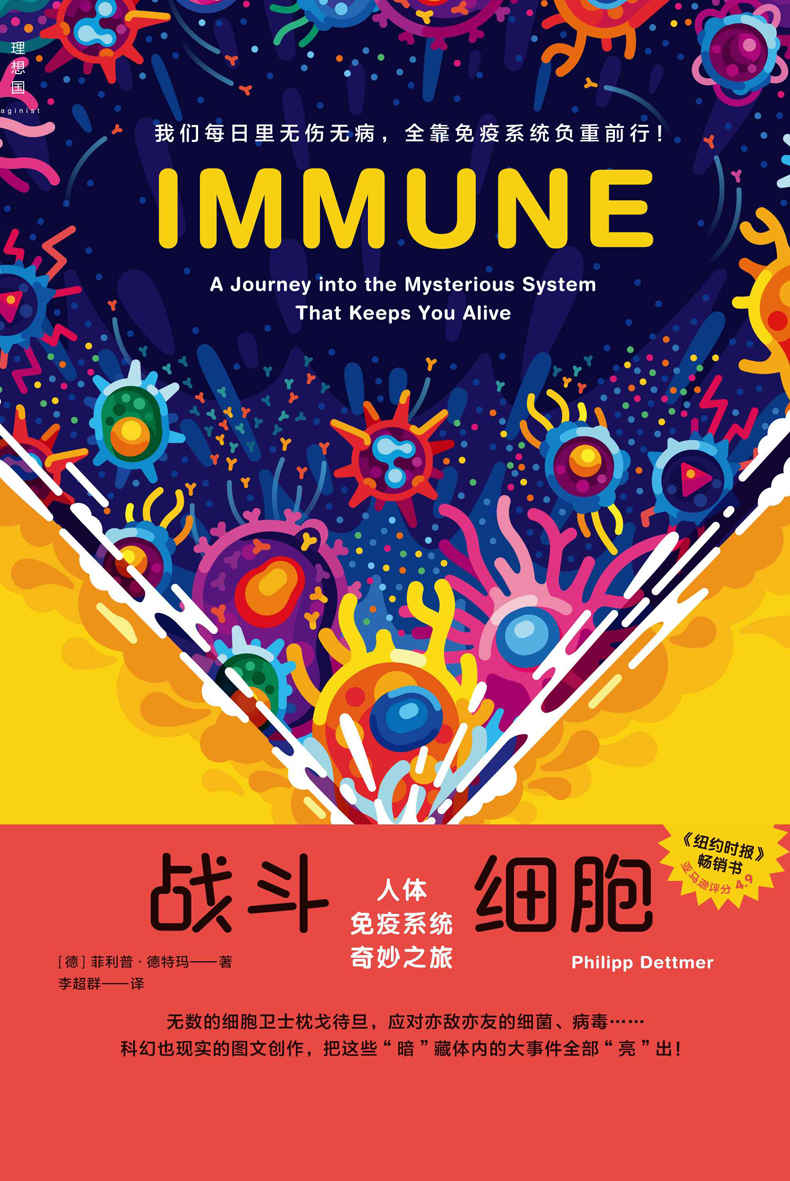 理想国
aginist
我们每日里无伤无病，全靠免疫系统负重前行！
IMMUNE
A Journey into the Mysterious System
That Keeps You Alive
《纽约时报》
畅销书
亚马逊评分 4.9
战斗细胞
人体
免疫系统
奇妙之旅
［德］菲利普·德特玛——著
李超群——译
Philipp Dettmer
无数的细胞卫士枕戈待旦，应对亦敌亦友的细菌、病毒……
科幻也现实的图文创作，把这些“暗”藏体内的大事件全部“亮”出！